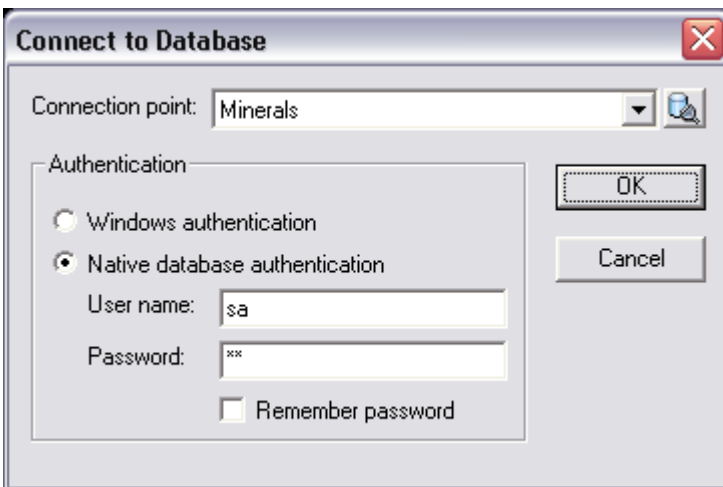 Connect to Database
Connection point: Minerals
Authentication
OK
Windows authentication
Native database authentication
Cancel
User name: sa
Password: **
Remember password